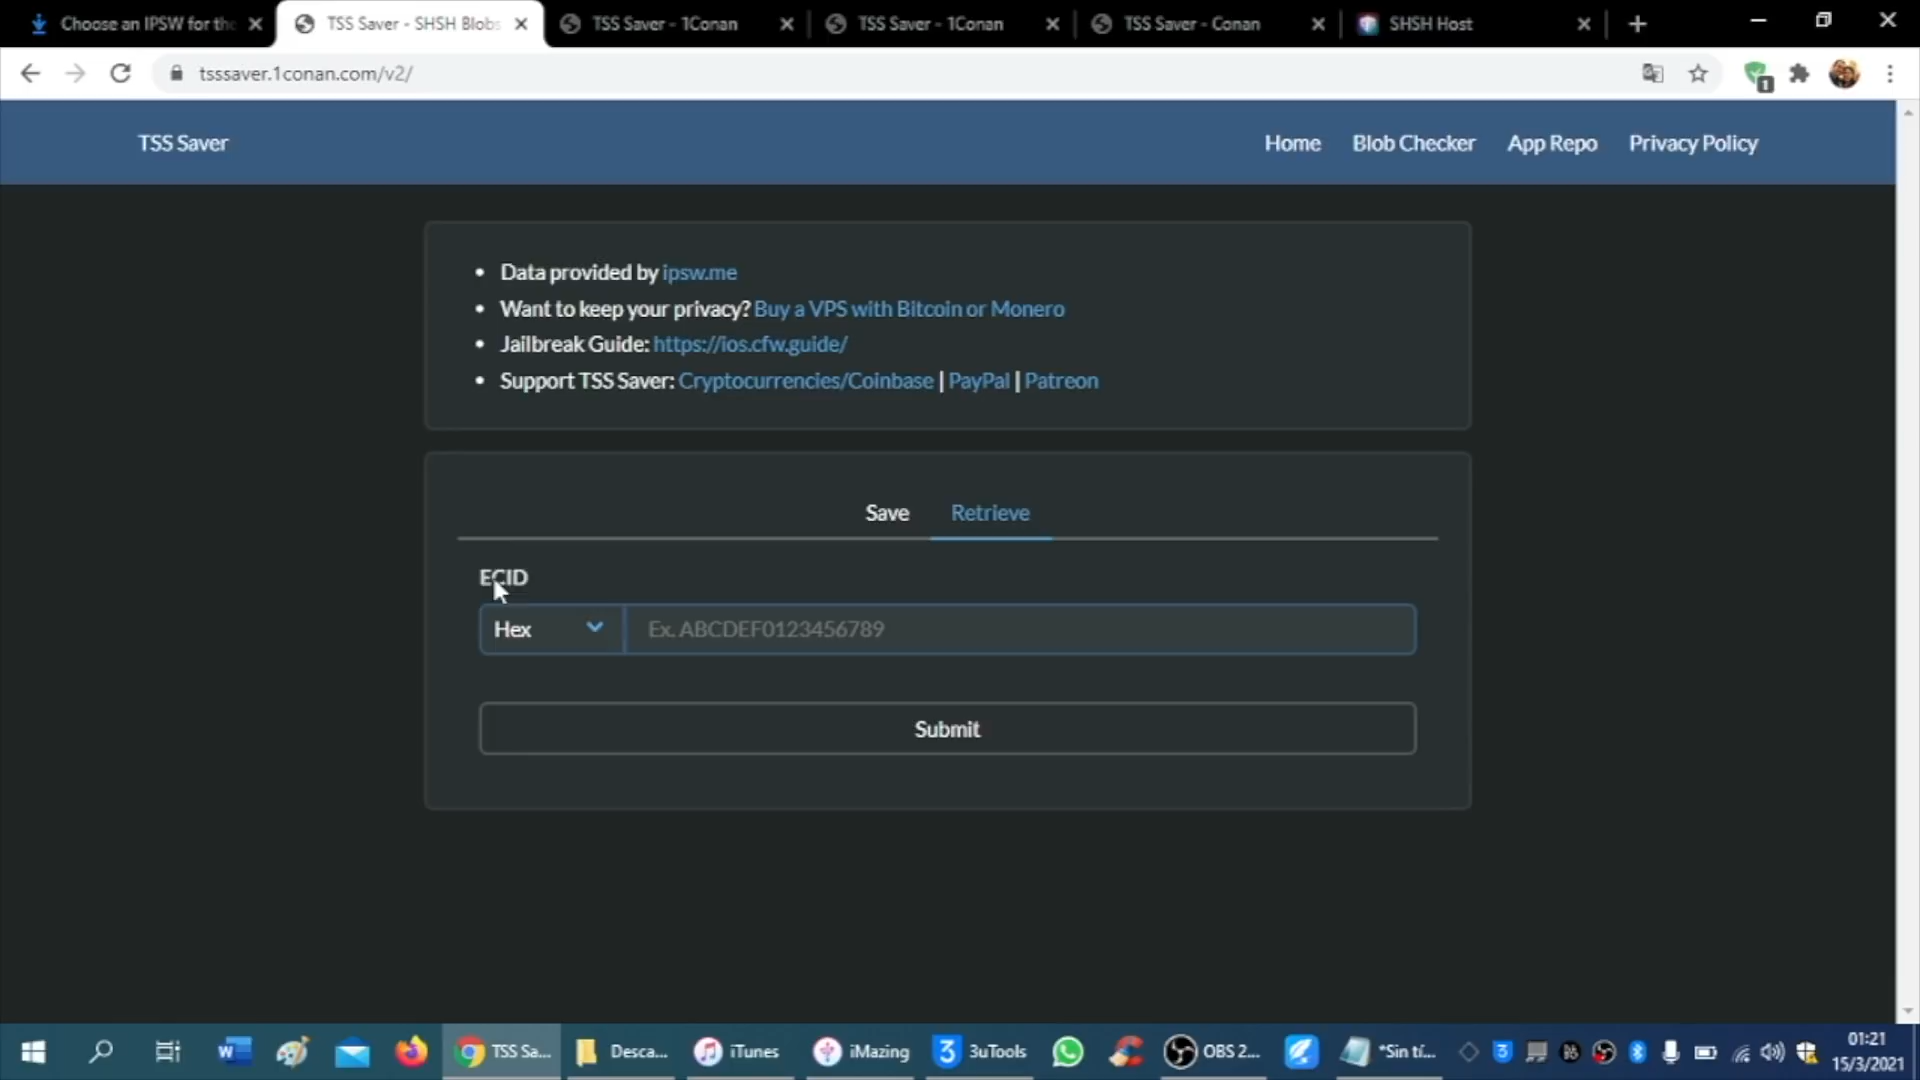 Choose an IPSW for the
TSS Saver - SHSH Blobs
TSS Saver - 1Conan
TSS Saver - 1Conan
TSS Saver - Conan
SHSH Host
tsssaver.1conan.com/v2/
1
TSS Saver
Home
Blob Checker
App Repo
Privacy Policy
• Data provided by ipsw.me
• Want to keep your privacy? Buy a VPS with Bitcoin or Monero
• Jailbreak Guide: https://ios.cfw.guide/
• Support TSS Saver: Cryptocurrencies/Coinbase | PayPal | Patreon
Save
Retrieve
ECID
Hex
Ex. ABCDEF0123456789
Submit
TSS Sa...
Desca...
iTunes
iMazing
3uTools
OBS 2...
*Sin tí...
01:21
15/3/2021